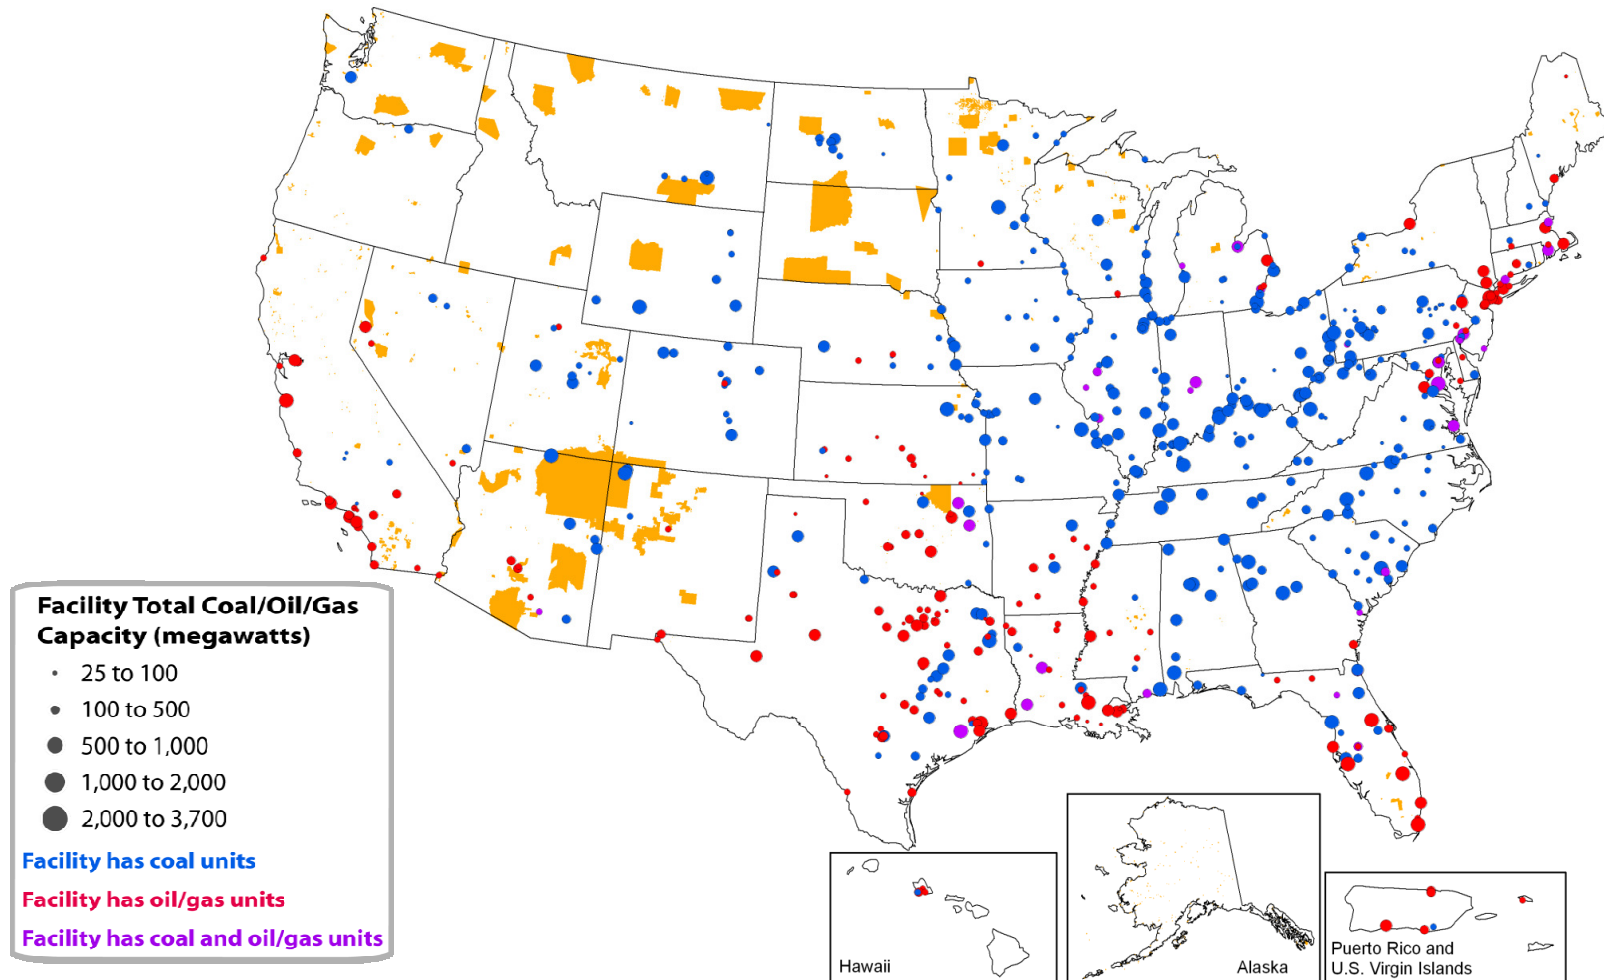 Facility Total Coal/Oil/Gas
Capacity (megawatts)
25 to 100
100 to 500
500 to 1,000
1,000 to 2,000
2,000 to 3,700
Facility has coal units
Facility has oil/gas units
Facility has coal and oil/gas units
Hawaii
Alaska
Puerto Rico and
U.S. Virgin Islands